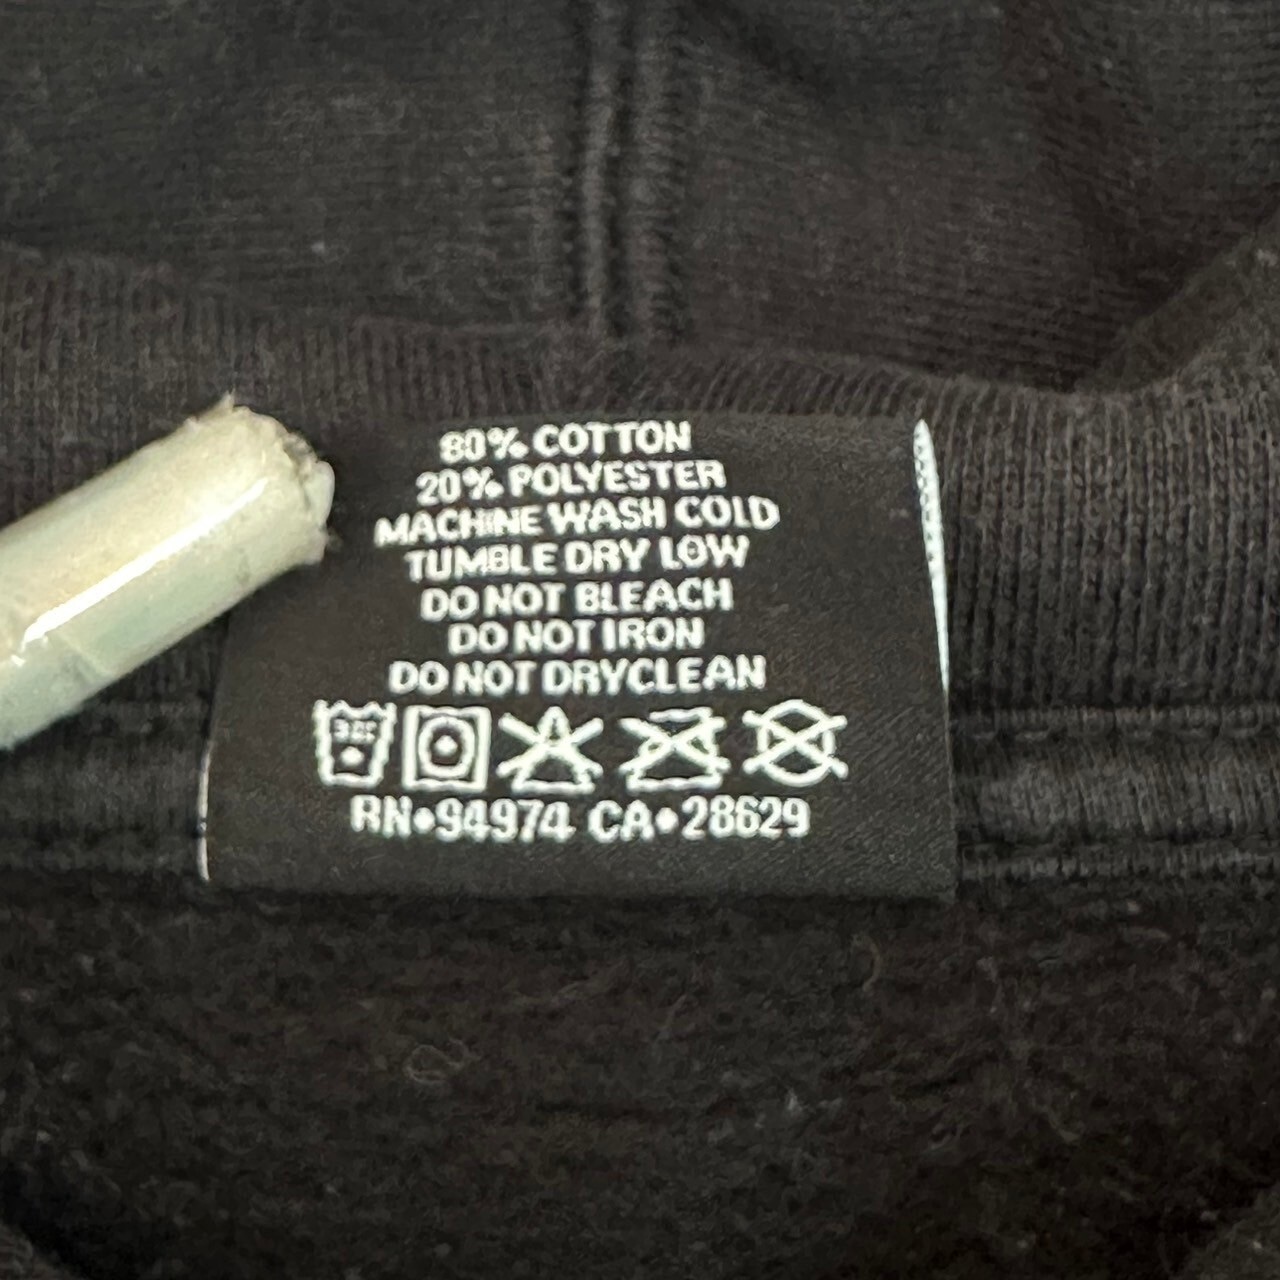 80% COTTON
20% POLYESTER
MACHINE WASH COLD
TUMBLE DRY LOW
DO NOT BLEACH
DO NOT IRON
DO NOT DRYCLEAN
RN•94974 CA•28629